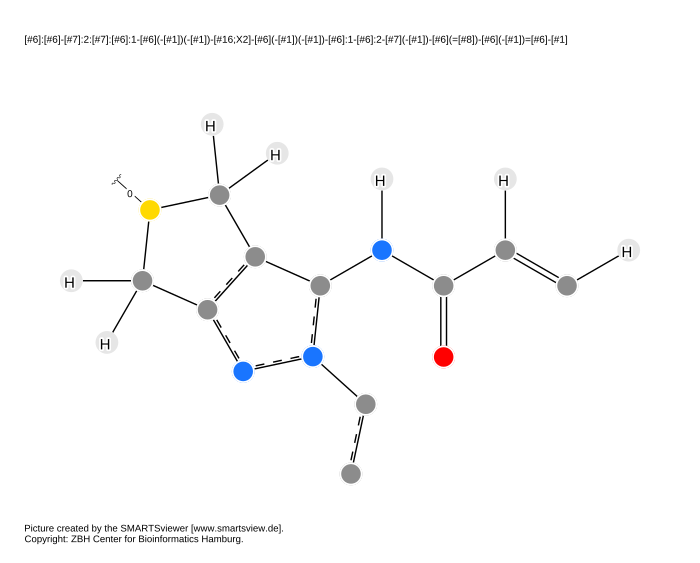 [#6]:[#6]-[#7]:2:[#7]:[#6]:1-[#6](-[#1])(-[#1])-[#16;X2]-[#6](-[#1])(-[#1])-[#6]:1-[#6]:2-[#7](-[#1])-[#6](=[#8])-[#6](-[#1])=[#6]-[#1]
H
H
H
H
0
H
H
H
H
Picture created by the SMARTSviewer [www.smartsview.de].
Copyright: ZBH Center for Bioinformatics Hamburg.